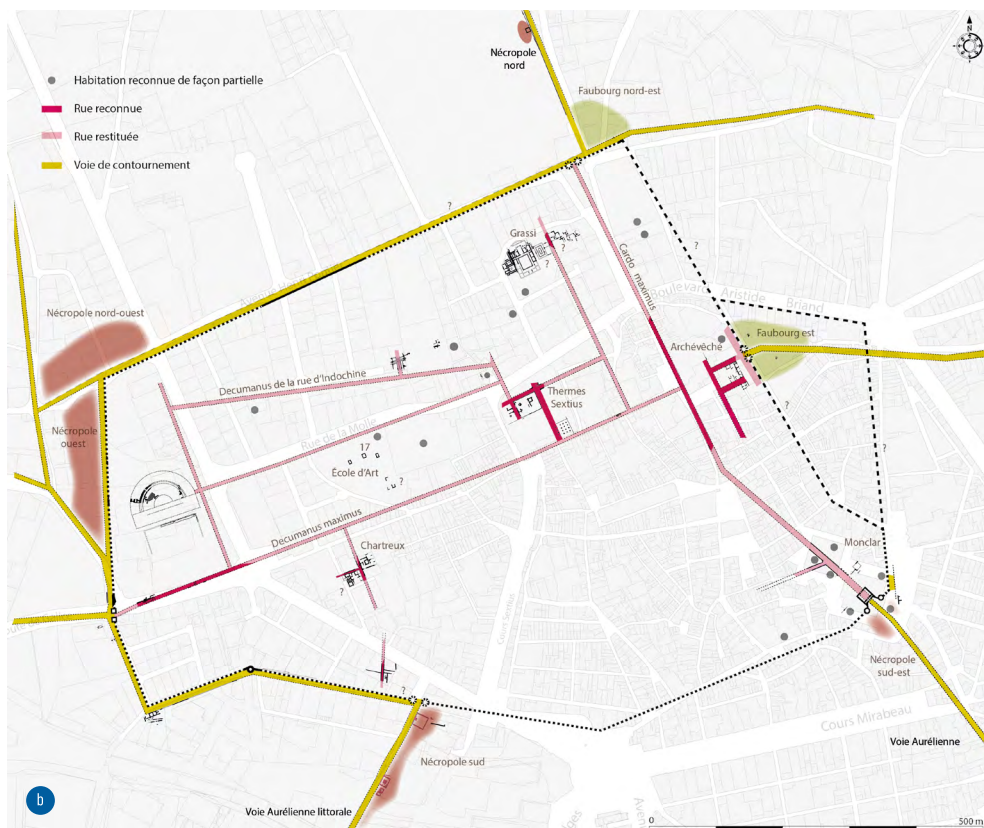 N
Nécropole
nord
Habitation reconnue de façon partielle
Rue reconnue
Rue restituée
Voie de contournement
Faubourg nord-est
?
Grassi
?
?
?
Cardo maximus
?
Boulevard Aristide Briand
Nécropole nord-ouest
Faubourg est
Archévêché
Decumanus de la rue d'Indochine
Thermes
Sextius
?
Nécropole
ouest
Rue de la Molle
17
École d'Art
?
?
Decumanus maximus
Chartreux
?
Monclar
Nécropole
sud-est
?
Cours Mirabeau
Voie Aurélienne
Nécropole sud
b
Voie Aurélienne littorale
0
500 m